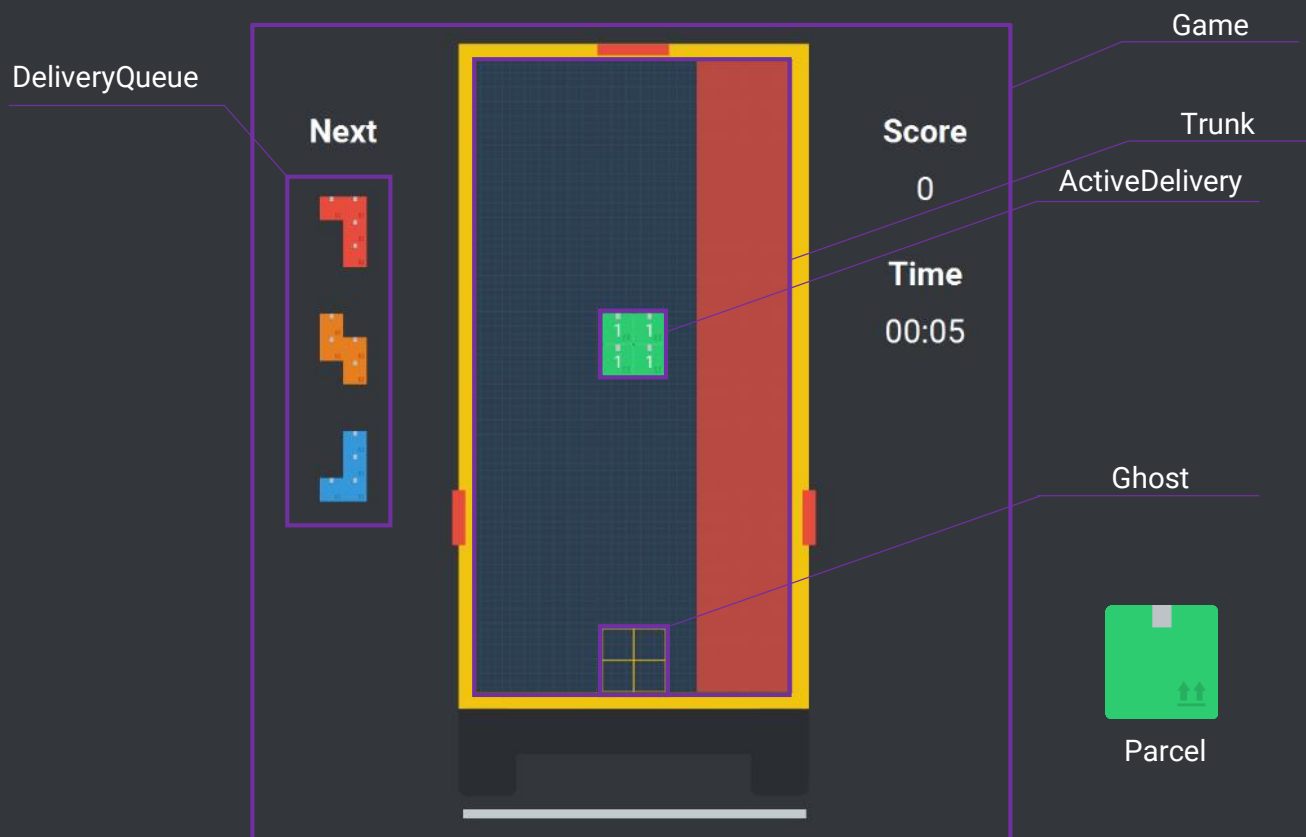 Game
DeliveryQueue
Trunk
Next
Score
0
ActiveDelivery
Time
00:05
1 1
1 1
Ghost
Parcel